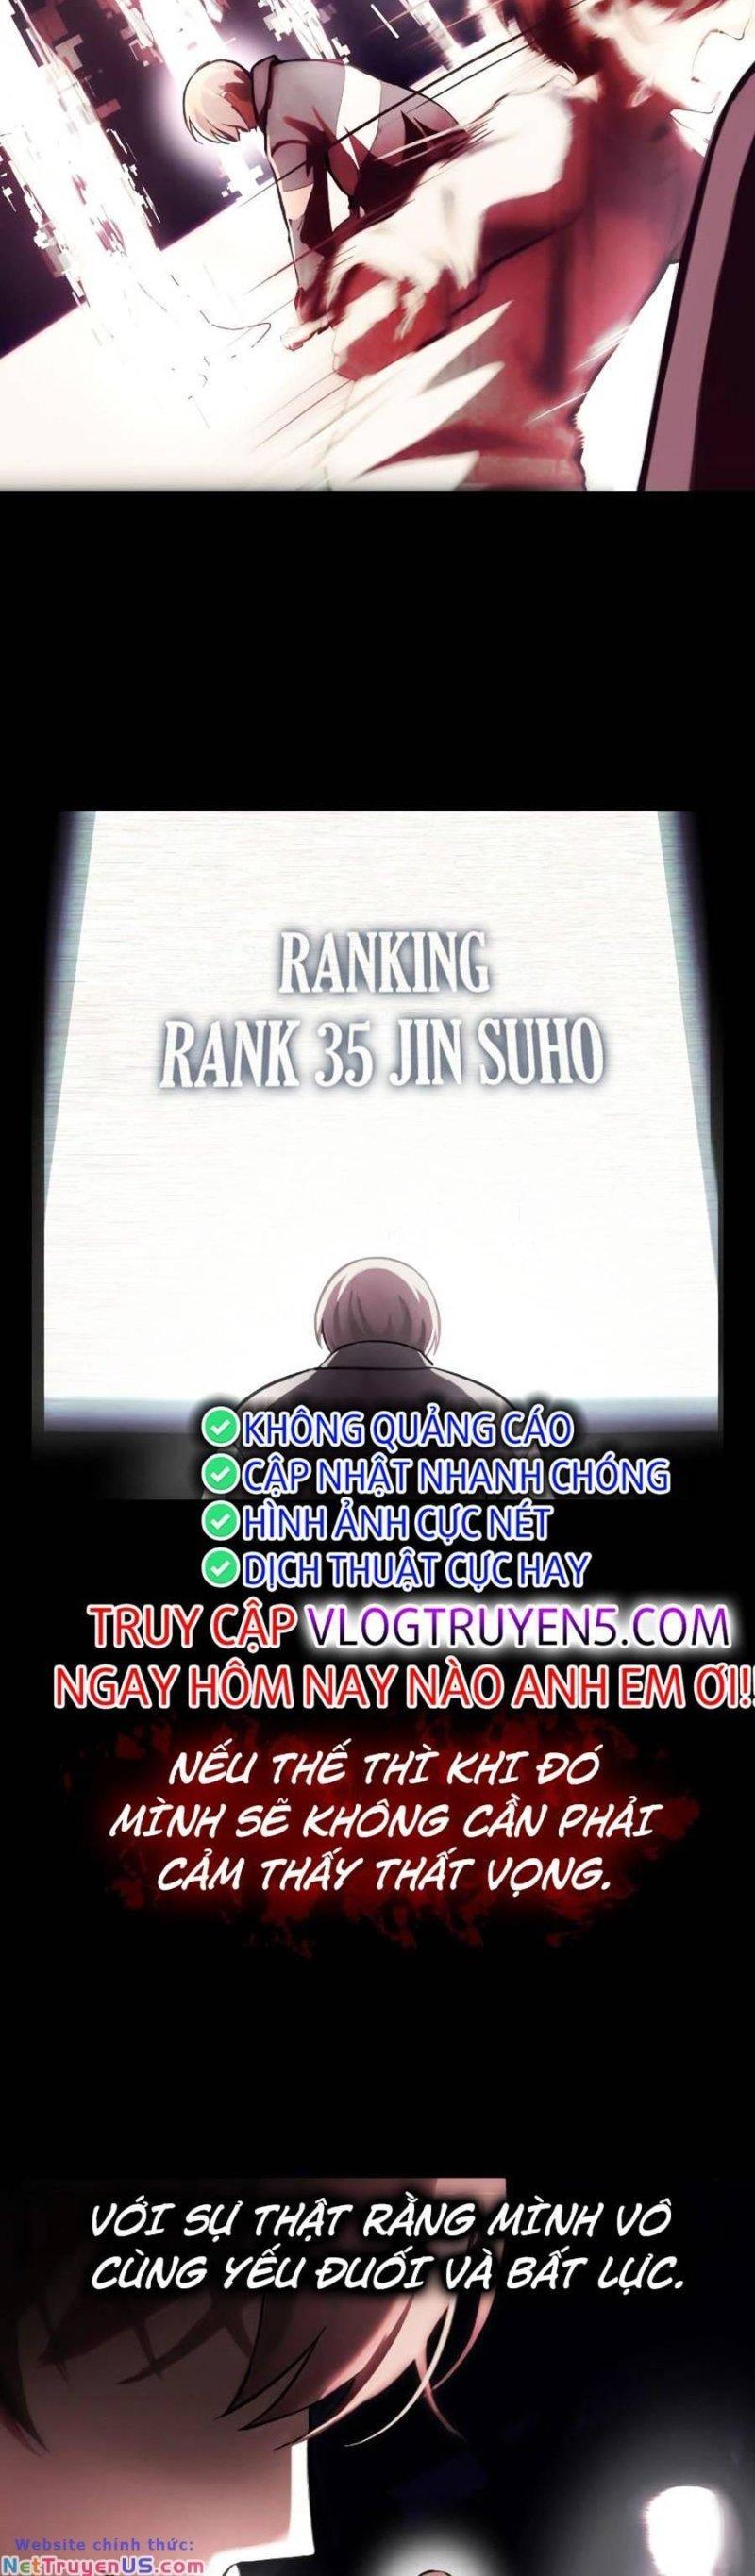 RANKING
RANK 35 JIN SUHO
KHÔNG QUẢNG CÁO
CẬP NHẬT NHANH CHÓNG
HÌNH ẢNH CỰC NÉT
DỊCH THUẬT CỰC HAY
TRUY CẬP VLOGTRUYEN5.COM
NGAY HÔM NAY NÀO ANH EM ƠI!!
NẾU THẾ THÌ KHI ĐÓ
MÌNH SẼ KHÔNG CẦN PHẢI
CẢM THẤY THẤT VỌNG.
VỚI SỰ THẬT RẰNG MÌNH VÔ
CÙNG YẾU ĐUỐI VÀ BẤT LỰC.
Website chính thức:
NETTRUYENUS.COM